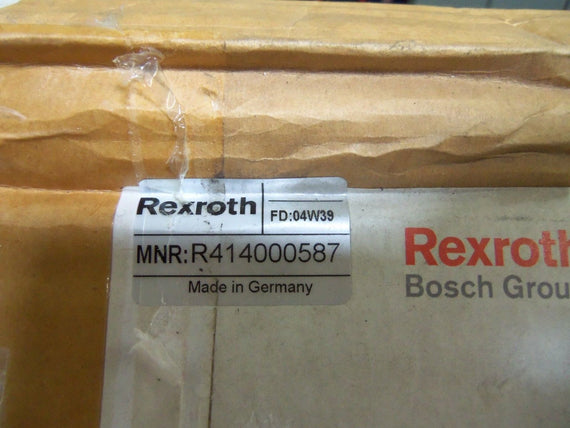 Rexroth
FD:04W39
MNR:R414000587
Made in Germany
Rexroth
Bosch Grou